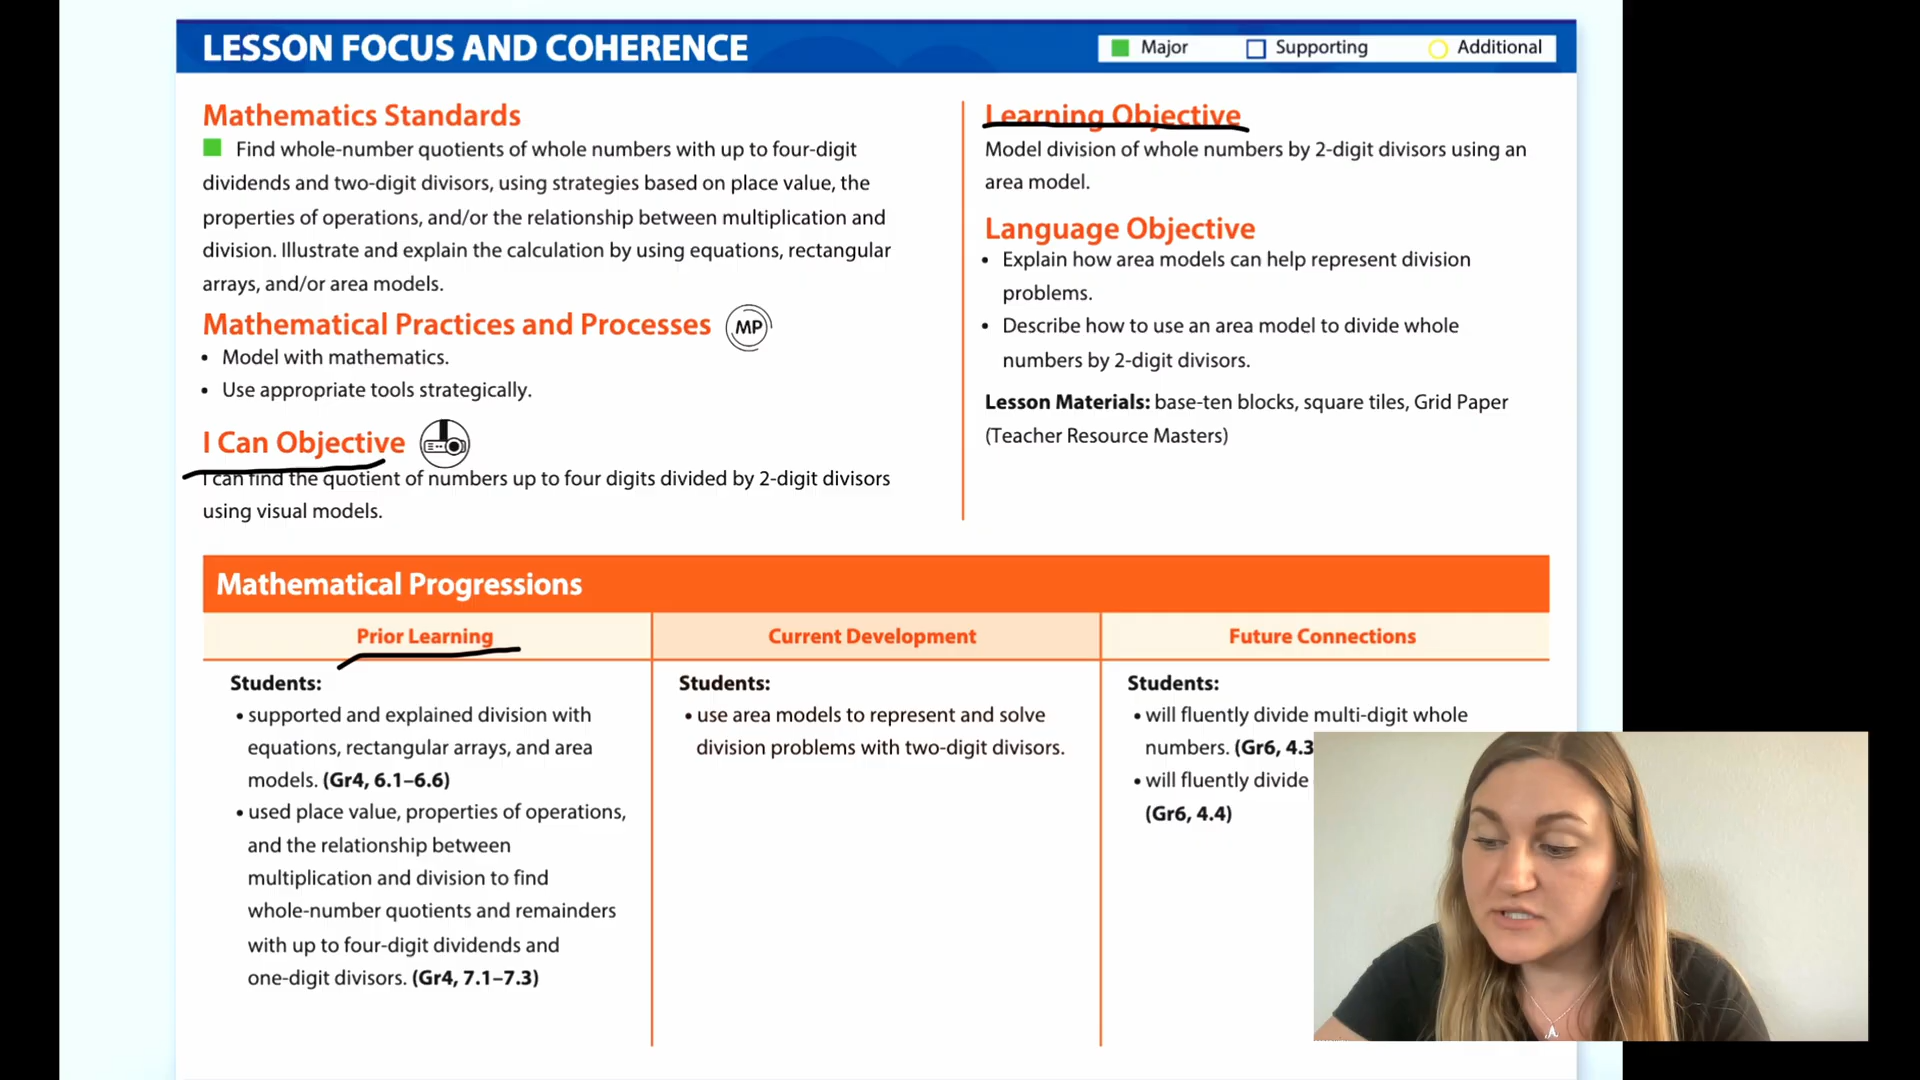 LESSON FOCUS AND COHERENCE
Major
Supporting
Additional
Mathematics Standards
Find whole-number quotients of whole numbers with up to four-digit
dividends and two-digit divisors, using strategies based on place value, the
properties of operations, and/or the relationship between multiplication and
division. Illustrate and explain the calculation by using equations, rectangular
arrays, and/or area models.
Mathematical Practices and Processes MP
• Model with mathematics.
• Use appropriate tools strategically.
I Can Objective
I can find the quotient of numbers up to four digits divided by 2-digit divisors
using visual models.
Learning Objective
Model division of whole numbers by 2-digit divisors using an
area model.
Language Objective
• Explain how area models can help represent division
problems.
• Describe how to use an area model to divide whole
numbers by 2-digit divisors.
Lesson Materials: base-ten blocks, square tiles, Grid Paper
(Teacher Resource Masters)
Mathematical Progressions
Prior Learning
Students:
• supported and explained division with
equations, rectangular arrays, and area
models. (Gr4, 6.1–6.6)
• used place value, properties of operations,
and the relationship between
multiplication and division to find
whole-number quotients and remainders
with up to four-digit dividends and
one-digit divisors. (Gr4, 7.1–7.3)
Current Development
Students:
• use area models to represent and solve
division problems with two-digit divisors.
Future Connections
Students:
• will fluently divide multi-digit whole
numbers. (Gr6, 4.3
• will fluently divide
(Gr6, 4.4)
A